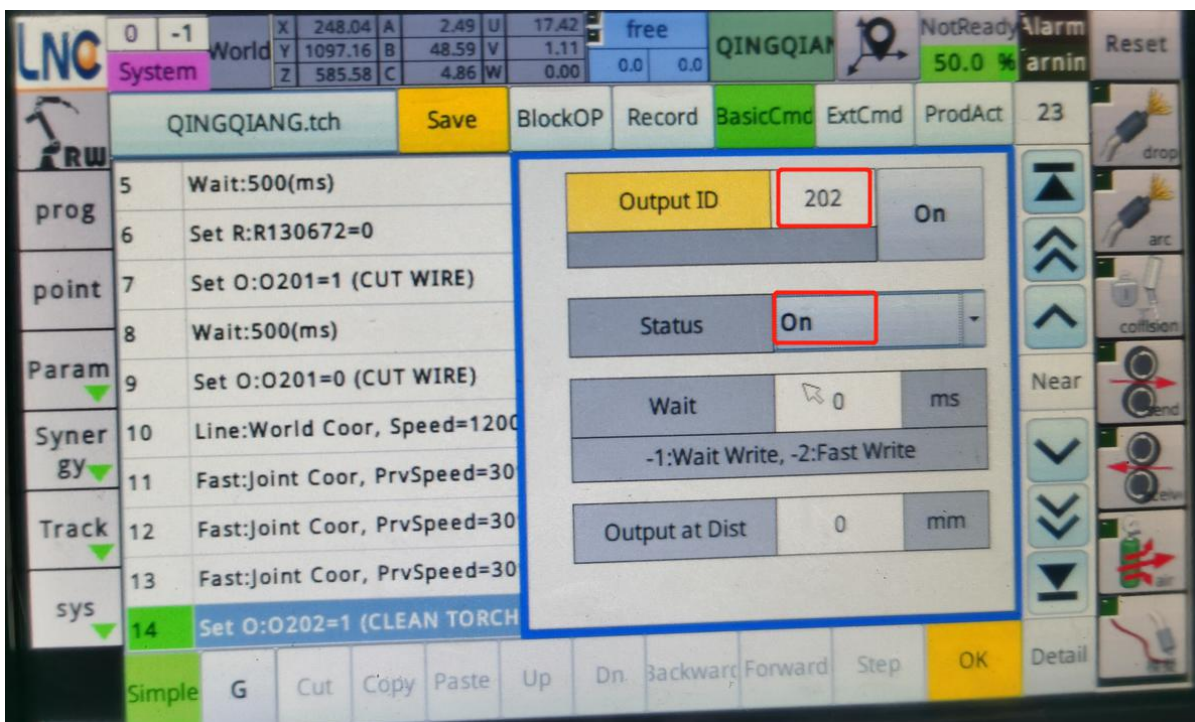 LNC
0 -1
System
World
X 248.04 A 2.49 U 17.42
Y 1097.16 B 48.59 V 1.11
Z 585.58 C 4.86 W 0.00
free
0.0 0.0
QINGQIAN
NotReady
50.0 %
Alarm
arnin
Reset
RW
QINGQIANG.tch
Save
BlockOP
Record
BasicCmd
ExtCmd
ProdAct
23
drop
prog
point
Param
Syner
gy
Track
sys
5 Wait:500(ms)
6 Set R:R130672=0
7 Set O:O201=1 (CUT WIRE)
8 Wait:500(ms)
9 Set O:O201=0 (CUT WIRE)
10 Line:World Coor, Speed=1200
11 Fast:Joint Coor, PrvSpeed=30
12 Fast:Joint Coor, PrvSpeed=30
13 Fast:Joint Coor, PrvSpeed=30
14 Set O:O202=1 (CLEAN TORCH
Output ID 202 On
Status On
Wait 0 ms
-1:Wait Write, -2:Fast Write
Output at Dist 0 mm
Near
Detail
arc
collision
send
air
Simple
G
Cut
Copy
Paste
Up
Dn.
Backward
Forward
Step
OK